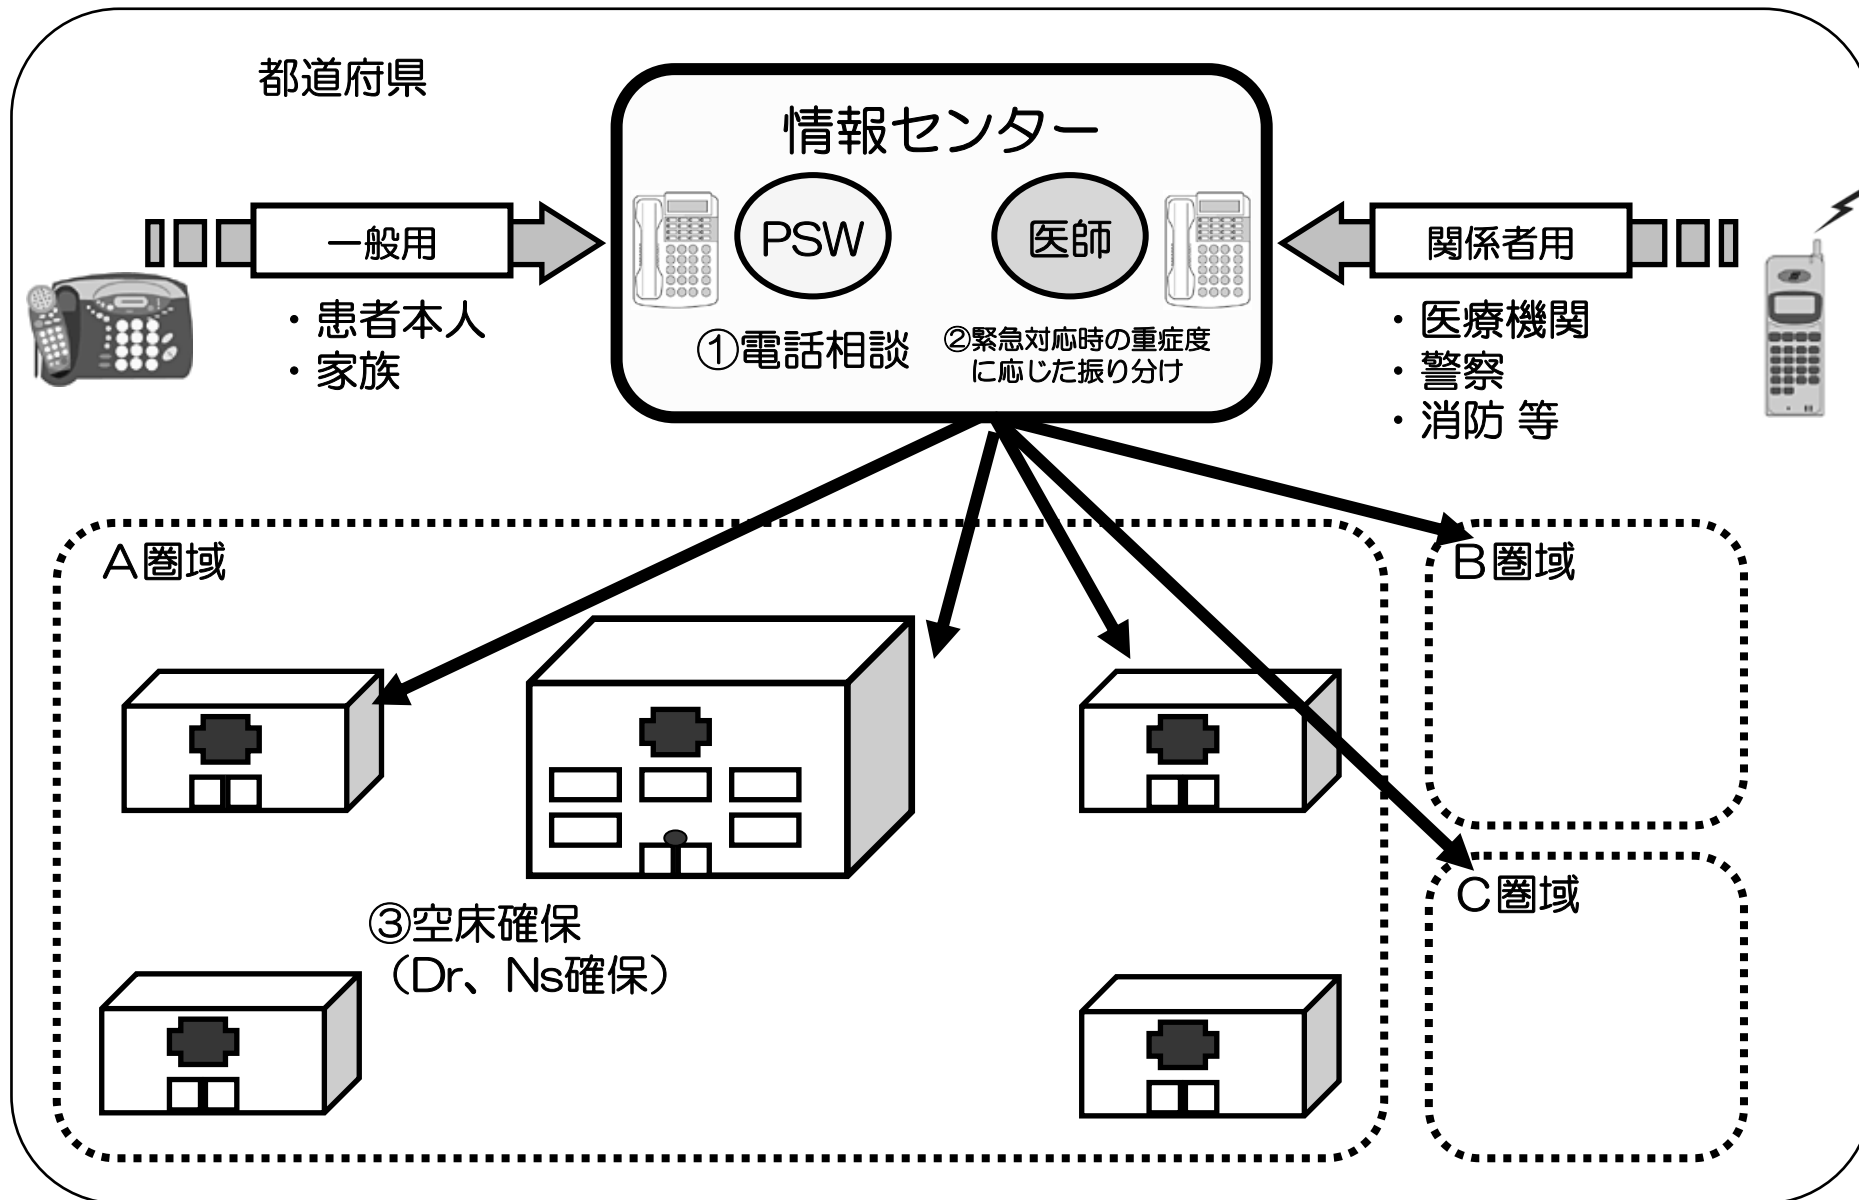 都道府県
情報センター
PSW
医師
一般用
関係者用
・患者本人
・家族
①電話相談
②緊急対応時の重症度
に応じた振り分け
・医療機関
・警察
・消防 等
A圏域
B圏域
C圏域
③空床確保
（Dr、Ns確保）